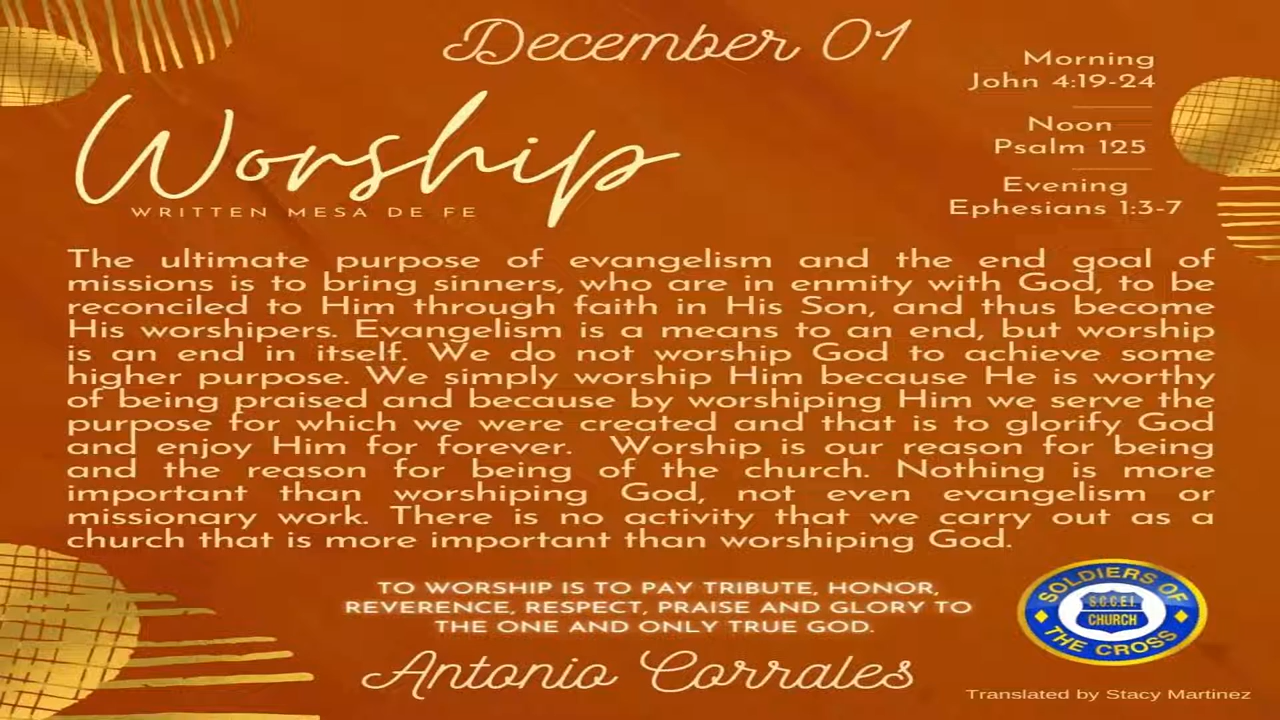 December 01
Worship
WRITTEN MESA DE FE
Morning
John 4:19-24
Noon
Psalm 125
Evening
Ephesians 1:3-7
The ultimate purpose of evangelism and the end goal of
missions is to bring sinners, who are in enmity with God, to be
reconciled to Him through faith in His Son, and thus become
His worshipers. Evangelism is a means to an end, but worship
is an end in itself. We do not worship God to achieve some
higher purpose. We simply worship Him because He is worthy
of being praised and because by worshiping Him we serve the
purpose for which we were created and that is to glorify God
and enjoy Him for forever. Worship is our reason for being
and the reason for being of the church. Nothing is more
important than worshiping God, not even evangelism or
missionary work. There is no activity that we carry out as a
church that is more important than worshiping God.
TO WORSHIP IS TO PAY TRIBUTE, HONOR,
REVERENCE, RESPECT, PRAISE AND GLORY TO
THE ONE AND ONLY TRUE GOD.
Antonio Corrales
SOLDIERS OF
S.C.C.E.I.
CHURCH
THE CROSS
Translated by Stacy Martinez